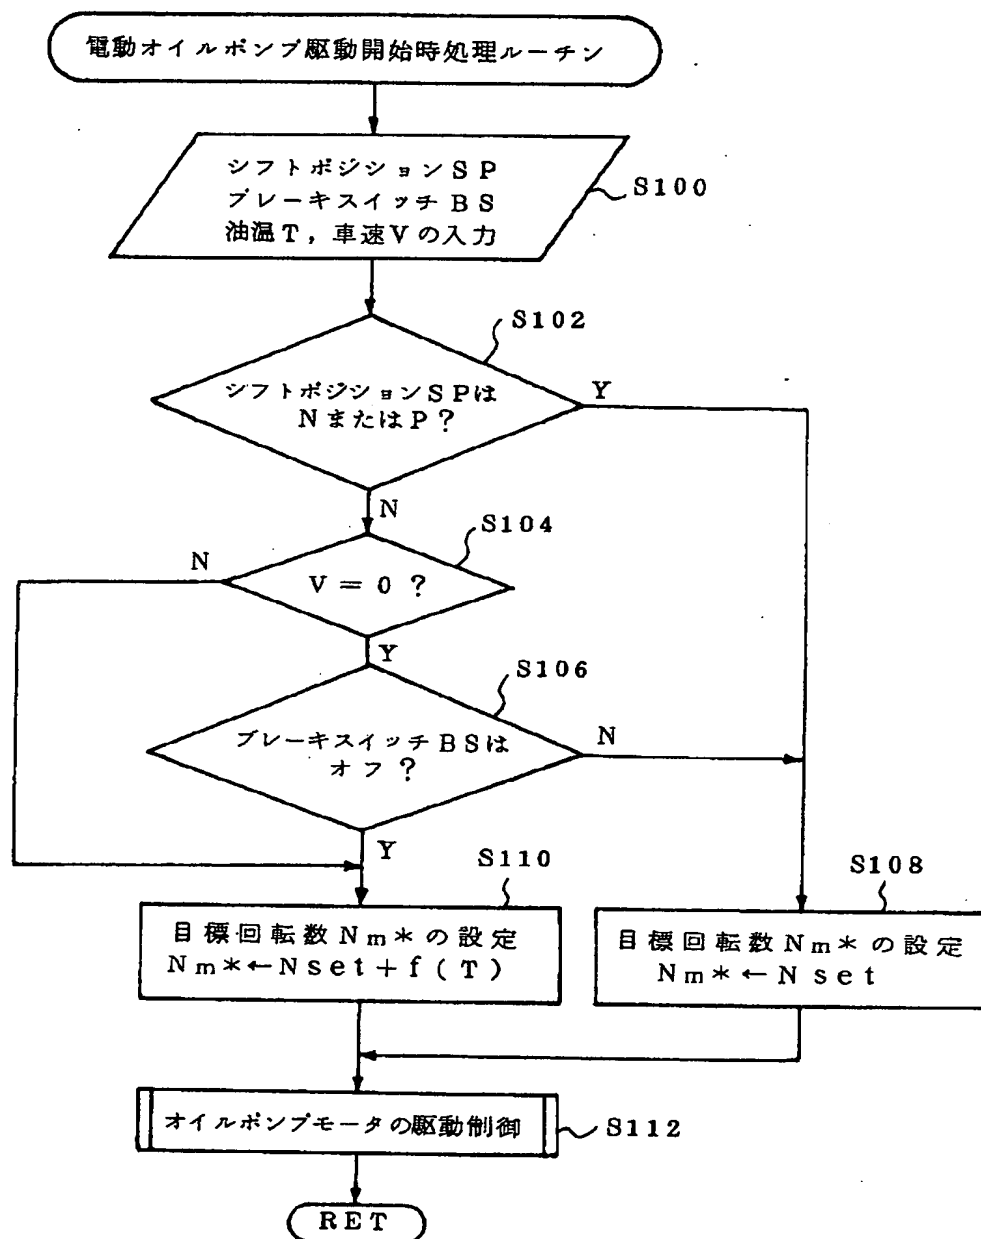 電動オイルポンプ駆動開始時処理ルーチン
シフトポジションSP
ブレーキスイッチBS
油温T,車速Vの入力
S100
S102
シフトポジションSPは
NまたはP?
Y
N
S104
N
V=0?
Y
S106
ブレーキスイッチBSは
オフ?
N
Y
S110
S108
目標回転数Nm*の設定
Nm*←Nset+f(T)
目標回転数Nm*の設定
Nm*←Nset
オイルポンプモータの駆動制御
S112
RET